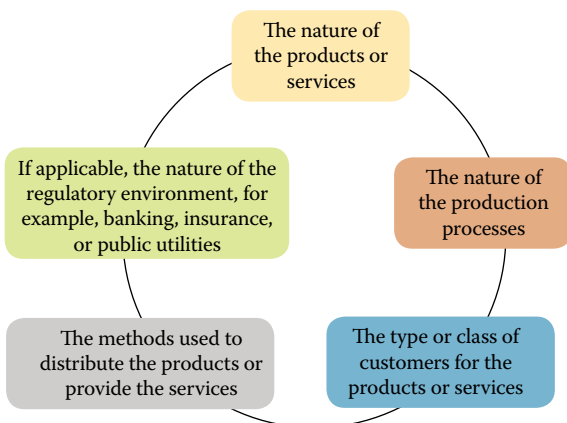 The nature of
the products or
services
The nature of
the production
processes
The type or class of
customers for the
products or services
The methods used to
distribute the products or
provide the services
If applicable, the nature of the
regulatory environment, for
example, banking, insurance,
or public utilities